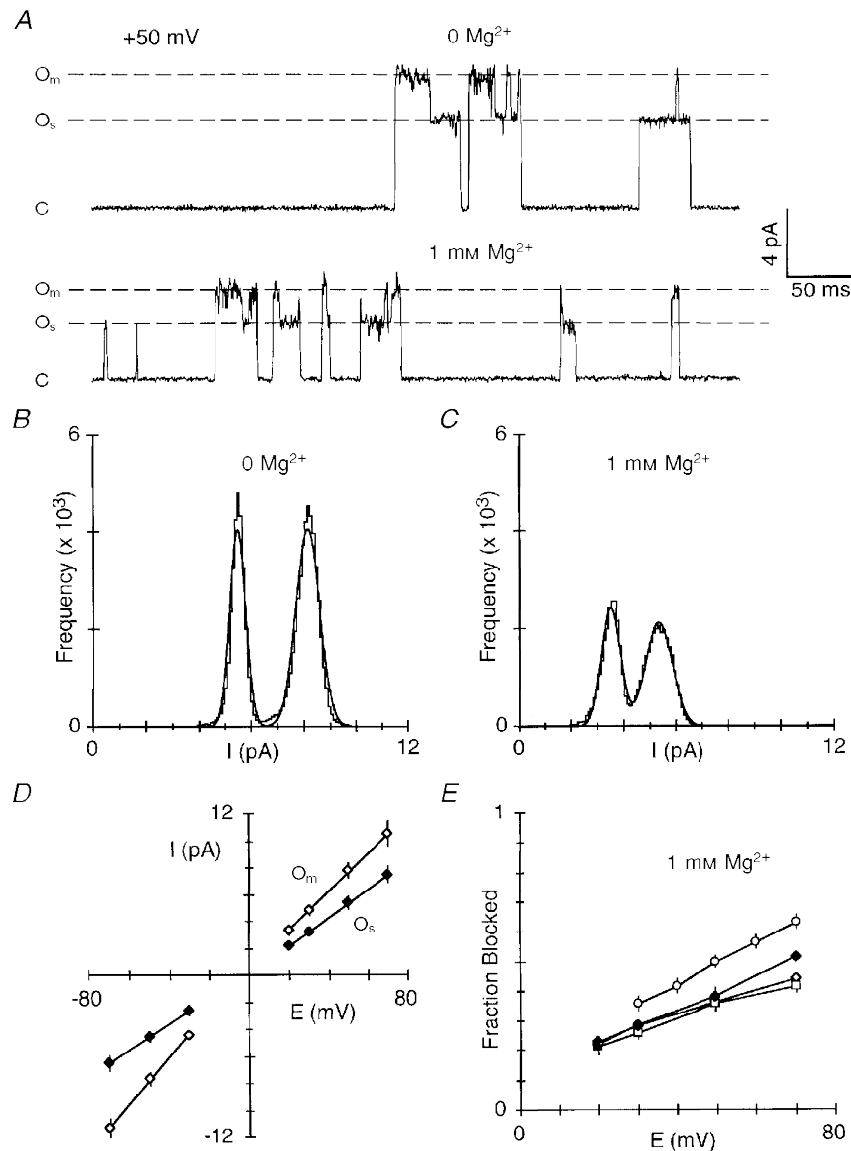 A
+50 mV
0 Mg²⁺
Oₘ
Oₛ
C
1 mM Mg²⁺
Oₘ
Oₛ
C
4 pA
50 ms
B
6
0 Mg²⁺
Frequency (x 10³)
0
0
I (pA)
12
C
6
1 mM Mg²⁺
Frequency (x 10³)
0
0
I (pA)
12
D
12
I (pA)
Oₘ
Oₛ
-80
E (mV)
80
-12
E
1
1 mM Mg²⁺
Fraction Blocked
0
0
E (mV)
80